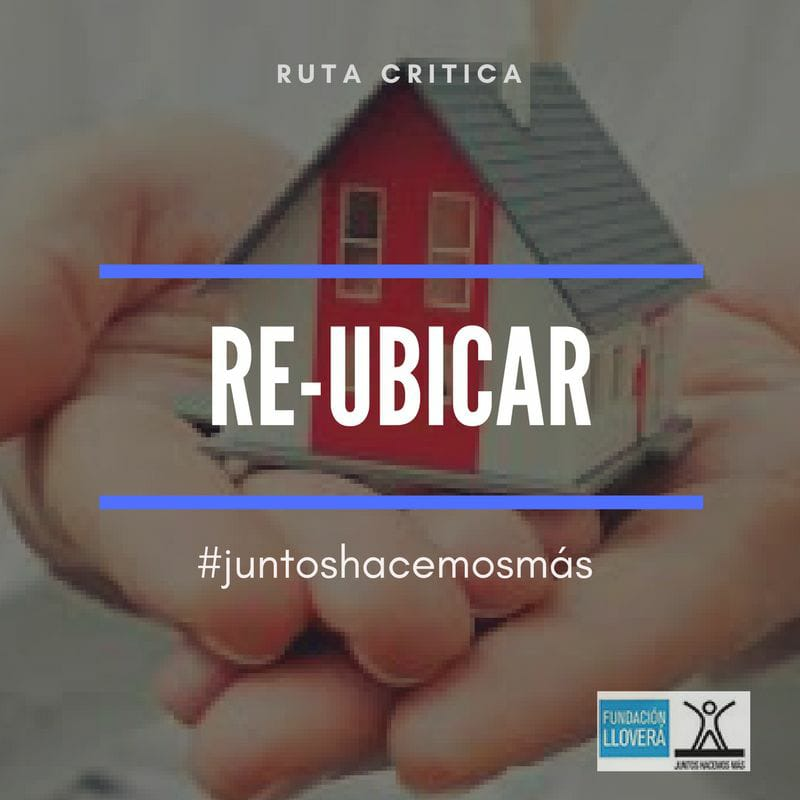 RUTA CRITICA
RE-UBICAR
#juntoshacemosmás
FUNDACIÓN
LLOVERÁ
JUNTOS HACEMOS MÁS